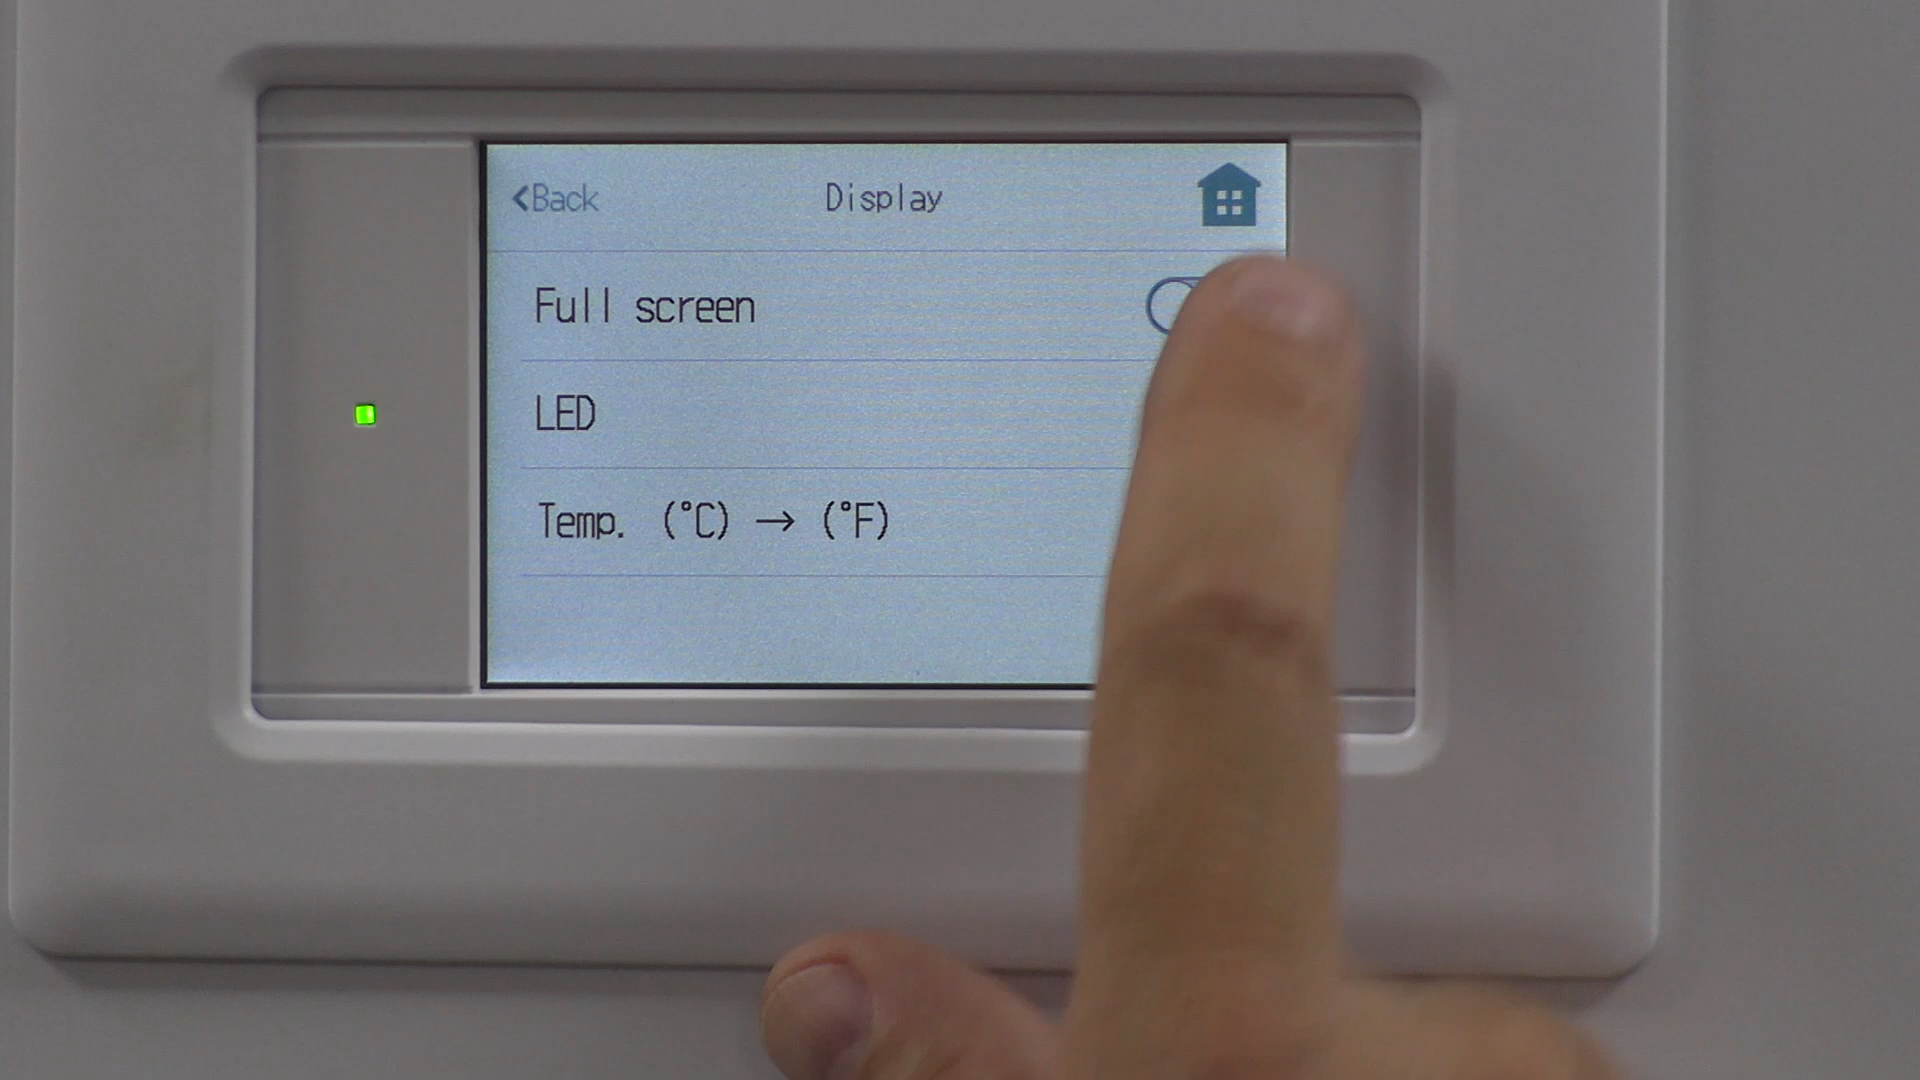 <Back
Display
Full screen
LED
Temp. (°C) → (°F)